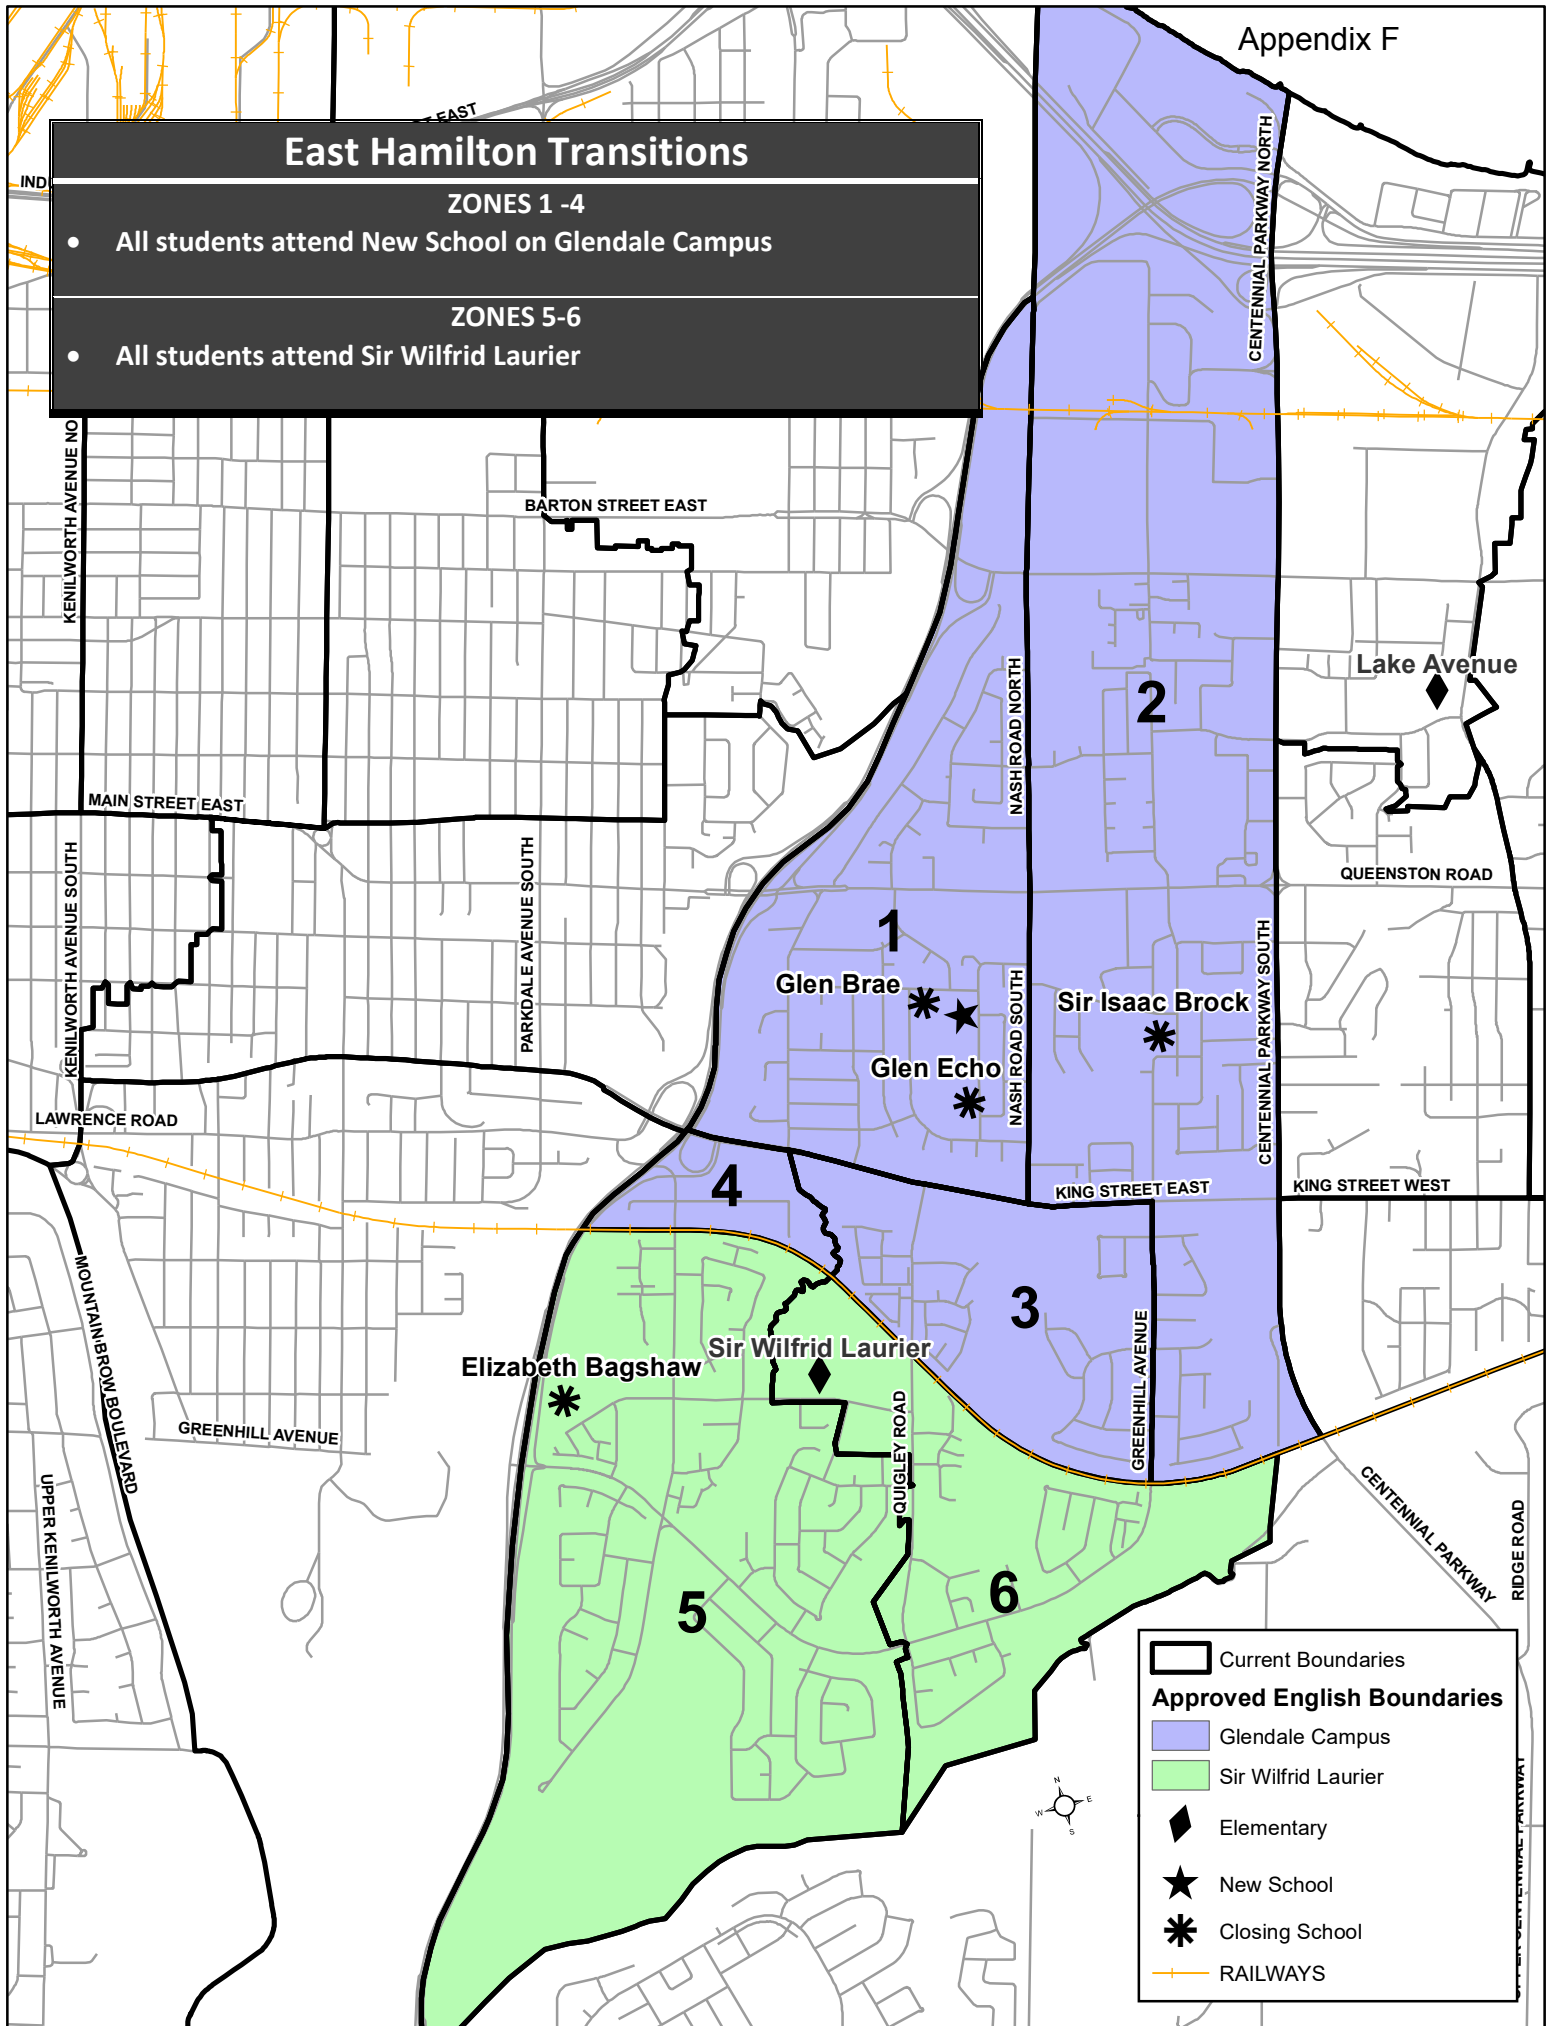 Appendix F
East Hamilton Transitions
ZONES 1 -4
• All students attend New School on Glendale Campus
ZONES 5-6
• All students attend Sir Wilfrid Laurier
EAST
CENTENNIAL PARKWAY NORTH
KENILWORTH AVENUE NO
BARTON STREET EAST
NASH ROAD NORTH
2
Lake Avenue
MAIN STREET EAST
KENILWORTH AVENUE SOUTH
PARKDALE AVENUE SOUTH
QUEENSTON ROAD
1
Glen Brae
Sir Isaac Brock
NASH ROAD SOUTH
CENTENNIAL PARKWAY SOUTH
Glen Echo
LAWRENCE ROAD
4
KING STREET EAST
KING STREET WEST
MOUNTAIN BROW BOULEVARD
3
GREENHILL AVENUE
Sir Wilfrid Laurier
Elizabeth Bagshaw
QUIGLEY ROAD
GREENHILL AVENUE
UPPER KENILWORTH AVENUE
CENTENNIAL PARKWAY
RIDGE ROAD
5
6
Current Boundaries
Approved English Boundaries
Glendale Campus
Sir Wilfrid Laurier
Elementary
New School
Closing School
RAILWAYS
N
E
S
W